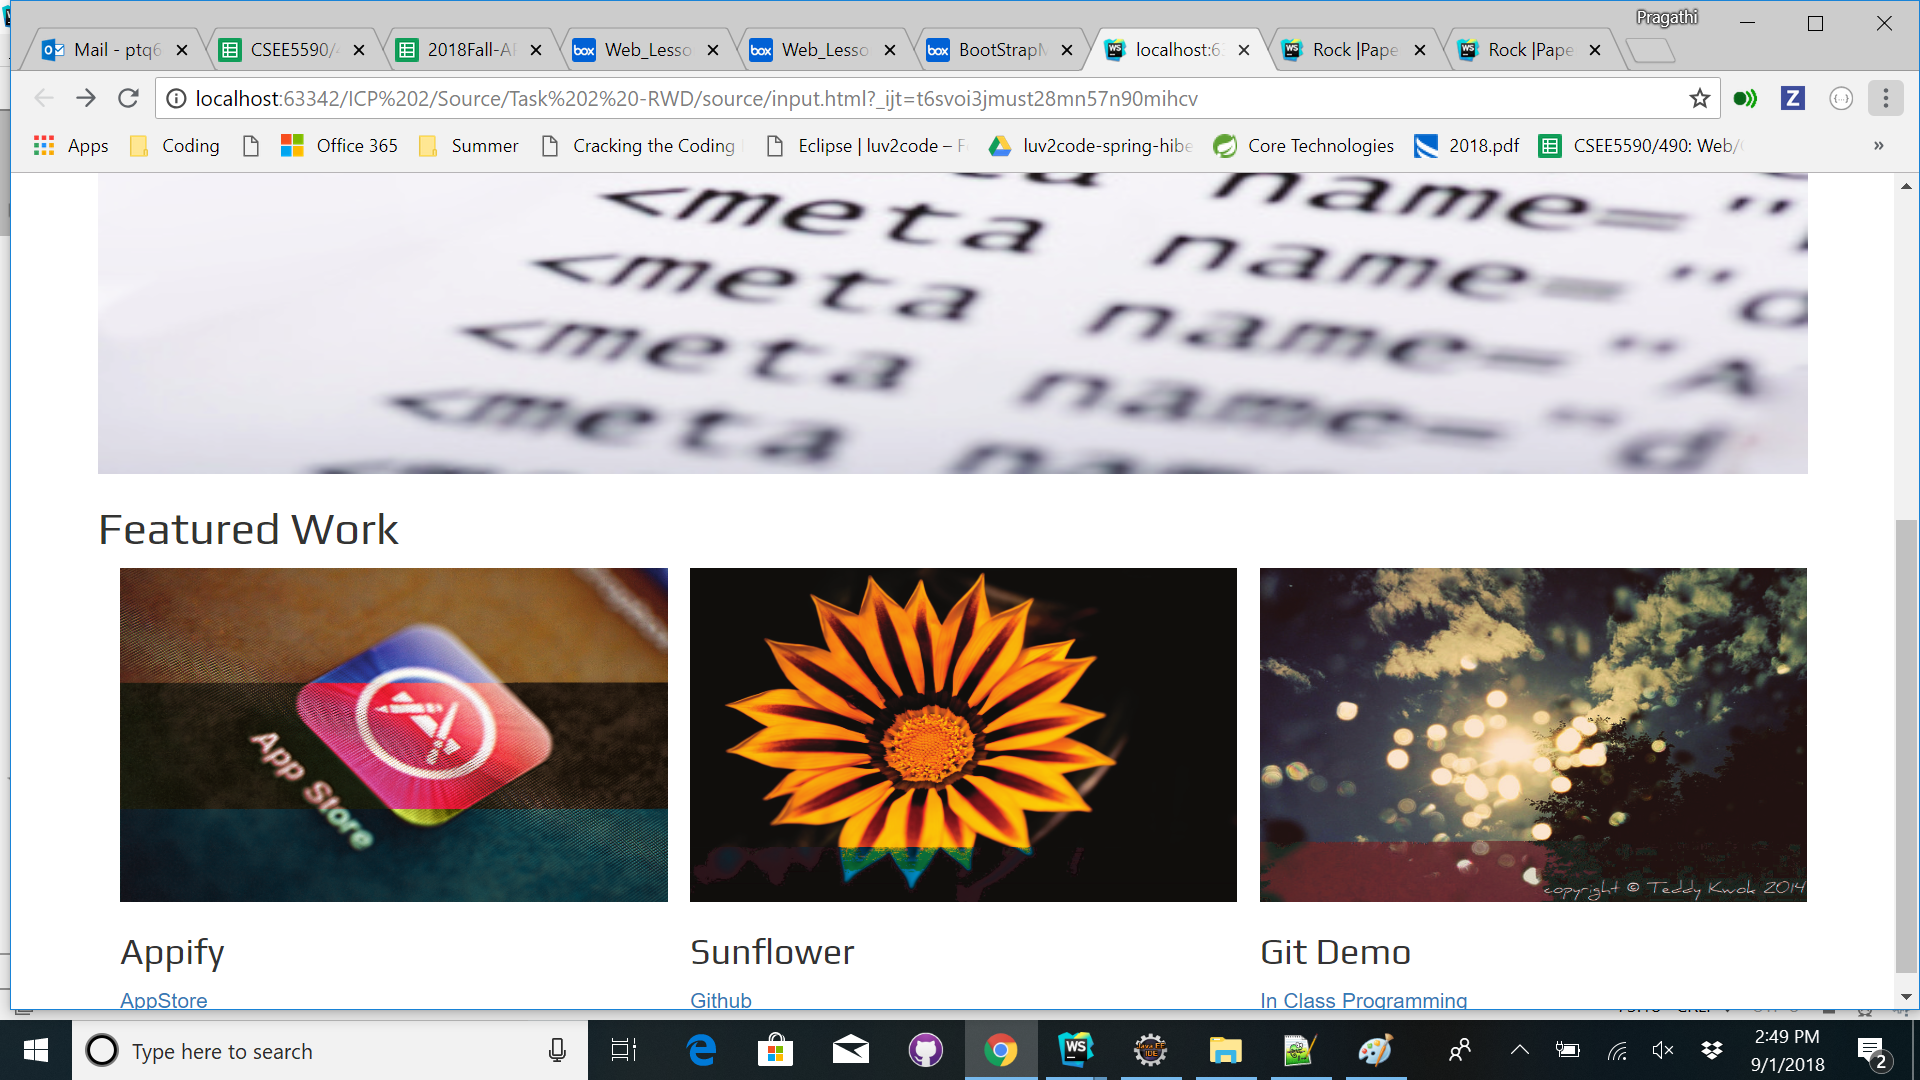 Pragathi
Mail - ptq6
CSEE5590/4
2018Fall-A
Web_Lesso
Web_Lesso
BootStrap
localhost:6
Rock |Pape
Rock |Pape
localhost:63342/ICP%202/Source/Task%202%20-RWD/source/input.html?_ijt=t6svoi3jmust28mn57n90mihcv
Apps
Coding
Office 365
Summer
Cracking the Coding
Eclipse | luv2code – F
luv2code-spring-hibe
Core Technologies
2018.pdf
CSEE5590/490: Web/
»
name="
<meta name="
<meta name="d
<meta name="A
<meta name="d
Featured Work
App Store
copyright © Teddy Kwok 2014
Appify
Sunflower
Git Demo
AppStore
Github
In Class Programming
Type here to search
2:49 PM
9/1/2018
2